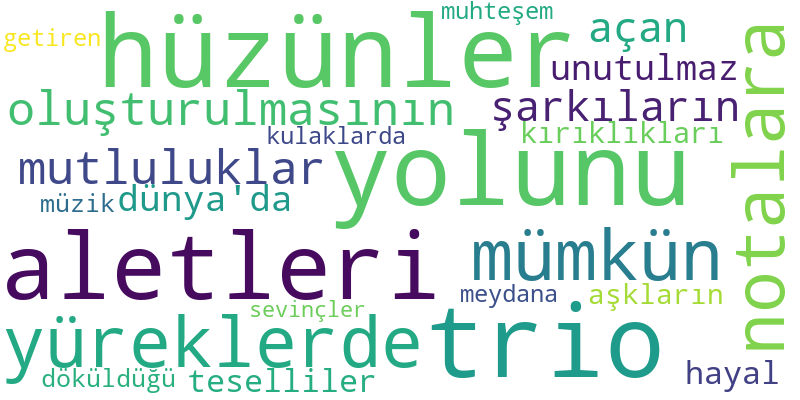 muhteşem
getiren
hüzünler
açan
unutulmaz
oluşturulmasının
şarkıların
kulaklarda
kırıklıkları
mutluluklar
yolunu
notalara
müzik
dünya'da
aletleri
mümkün
meydana
aşkların
sevinçler
yüreklerde
trio
döküldüğü
teselliler
hayal